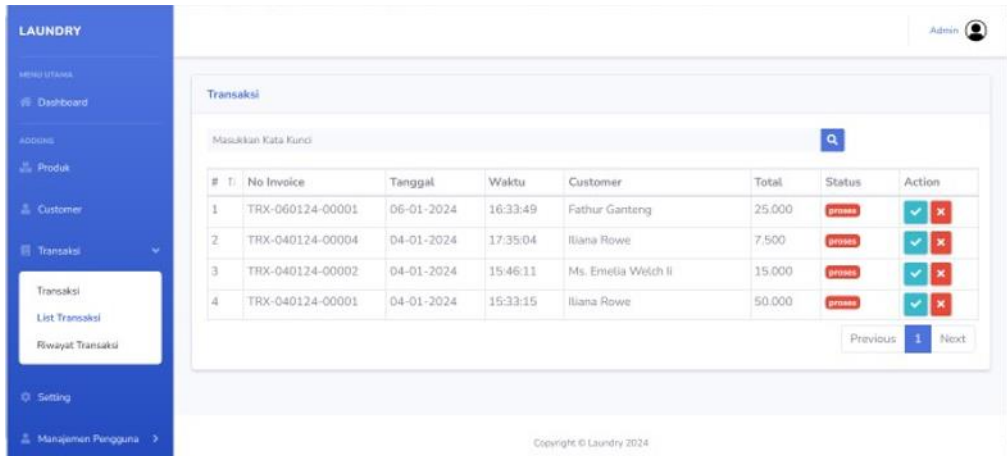 LAUNDRY
Admin
MENU UTAMA
Dashboard
ADDONS
Produk
Customer
Transaksi
Transaksi
List Transaksi
Riwayat Transaksi
Setting
Manajemen Pengguna
Transaksi
Masukkan Kata Kunci
# No Invoice Tanggal Waktu Customer Total Status Action
1 TRX-060124-00001 06-01-2024 16:33:49 Fathur Ganteng 25.000 proses
2 TRX-040124-00004 04-01-2024 17:35:04 Iliana Rowe 7.500 proses
3 TRX-040124-00002 04-01-2024 15:46:11 Ms. Emelia Welch Ii 15.000 proses
4 TRX-040124-00001 04-01-2024 15:33:15 Iliana Rowe 50.000 proses
Previous 1 Next
Copyright © Laundry 2024